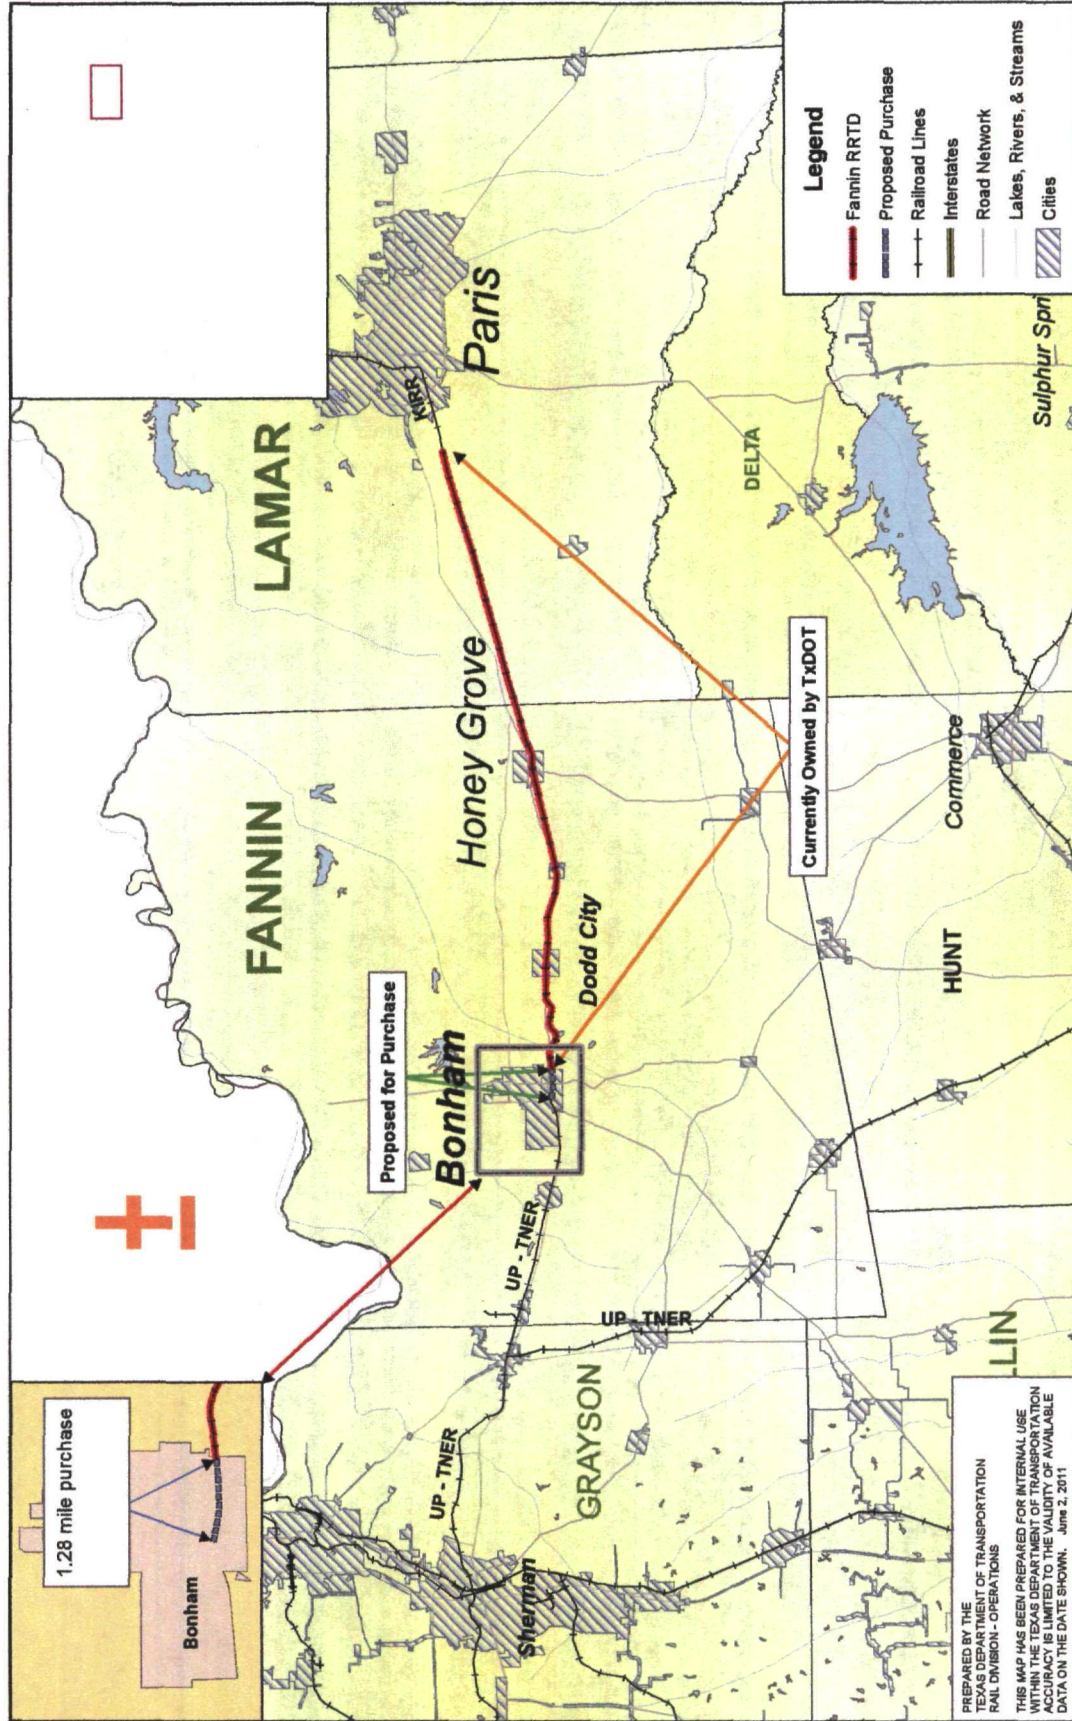 1.28 mile purchase
Bonham
LAMAR
FANNIN
Proposed for Purchase
Bonham
Honey Grove
Paris
KIRR
Dodd City
UP - TNER
UP - TNER
UP - TNER
Sherman
GRAYSON
DELTA
Currently Owned by TxDOT
Commerce
HUNT
Sulphur Spri
LLIN
Legend
Fannin RRTD
Proposed Purchase
Railroad Lines
Interstates
Road Network
Lakes, Rivers, & Streams
Cities
PREPARED BY THE
TEXAS DEPARTMENT OF TRANSPORTATION
RAIL DIVISION - OPERATIONS
THIS MAP HAS BEEN PREPARED FOR INTERNAL USE
WITHIN THE TEXAS DEPARTMENT OF TRANSPORTATION
ACCURACY IS LIMITED TO THE VALIDITY OF AVAILABLE
DATA ON THE DATE SHOWN. June 2, 2011